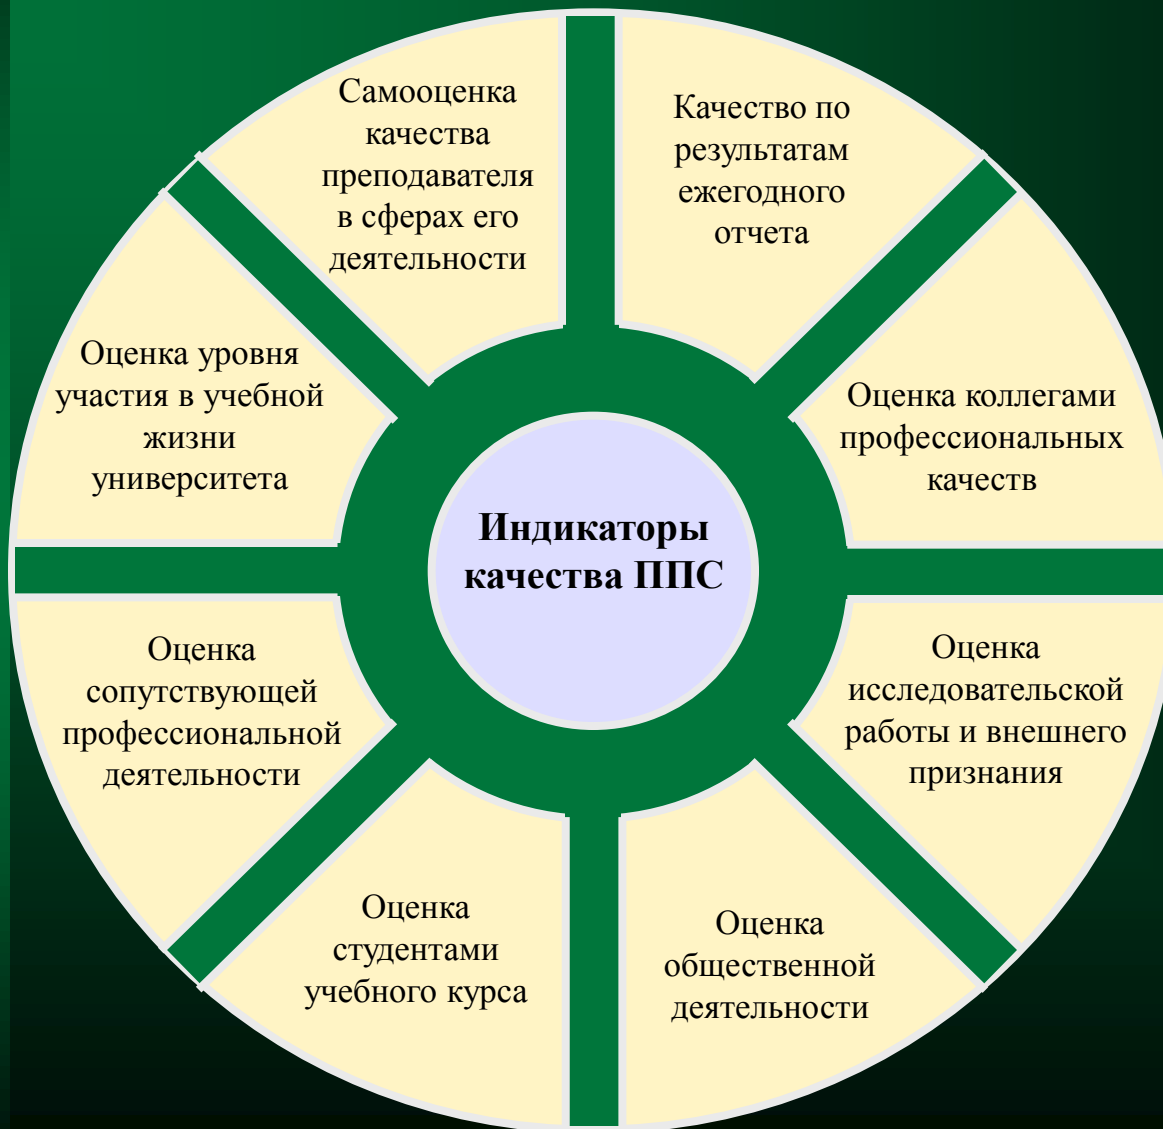 Самооценка
качества
преподавателя
в сферах его
деятельности
Качество по
результатам
ежегодного
отчета
Оценка уровня
участия в учебной
жизни
университета
Оценка коллегами
профессиональных
качеств
Индикаторы
качества ППС
Оценка
сопутствующей
профессиональной
деятельности
Оценка
исследовательской
работы и внешнего
признания
Оценка
студентами
учебного курса
Оценка
общественной
деятельности